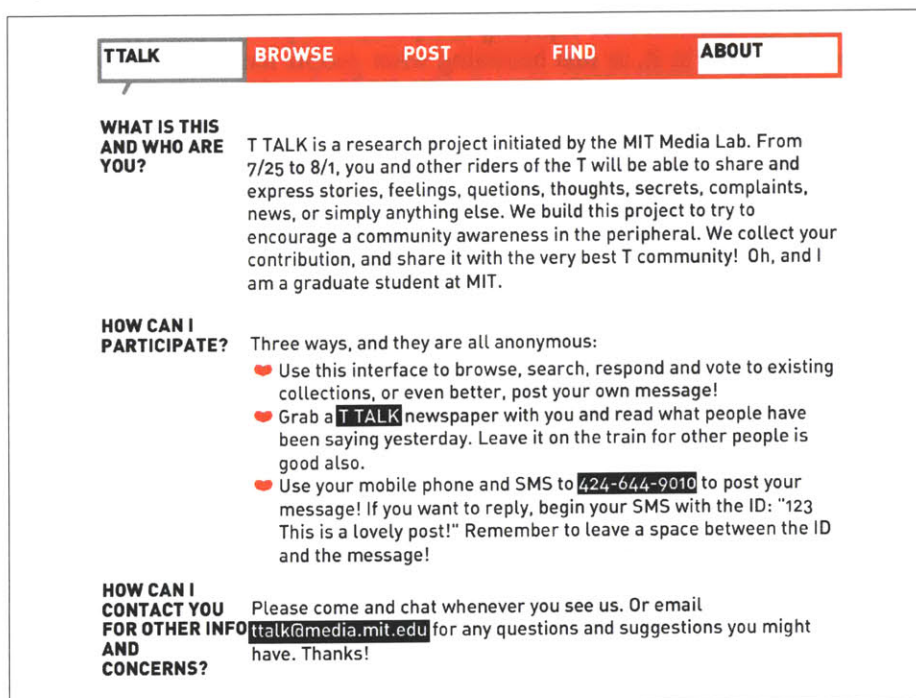 TTALK BROWSE POST FIND ABOUT
WHAT IS THIS
AND WHO ARE
YOU?
T TALK is a research project initiated by the MIT Media Lab. From
7/25 to 8/1, you and other riders of the T will be able to share and
express stories, feelings, quetions, thoughts, secrets, complaints,
news, or simply anything else. We build this project to try to
encourage a community awareness in the peripheral. We collect your
contribution, and share it with the very best T community! Oh, and I
am a graduate student at MIT.
HOW CAN I
PARTICIPATE?
Three ways, and they are all anonymous:
Use this interface to browse, search, respond and vote to existing
collections, or even better, post your own message!
Grab a T TALK newspaper with you and read what people have
been saying yesterday. Leave it on the train for other people is
good also.
Use your mobile phone and SMS to 424-644-9010 to post your
message! If you want to reply, begin your SMS with the ID: "123
This is a lovely post!" Remember to leave a space between the ID
and the message!
HOW CAN I
CONTACT YOU
FOR OTHER INFO
AND
CONCERNS?
Please come and chat whenever you see us. Or email
ttalk@media.mit.edu for any questions and suggestions you might
have. Thanks!